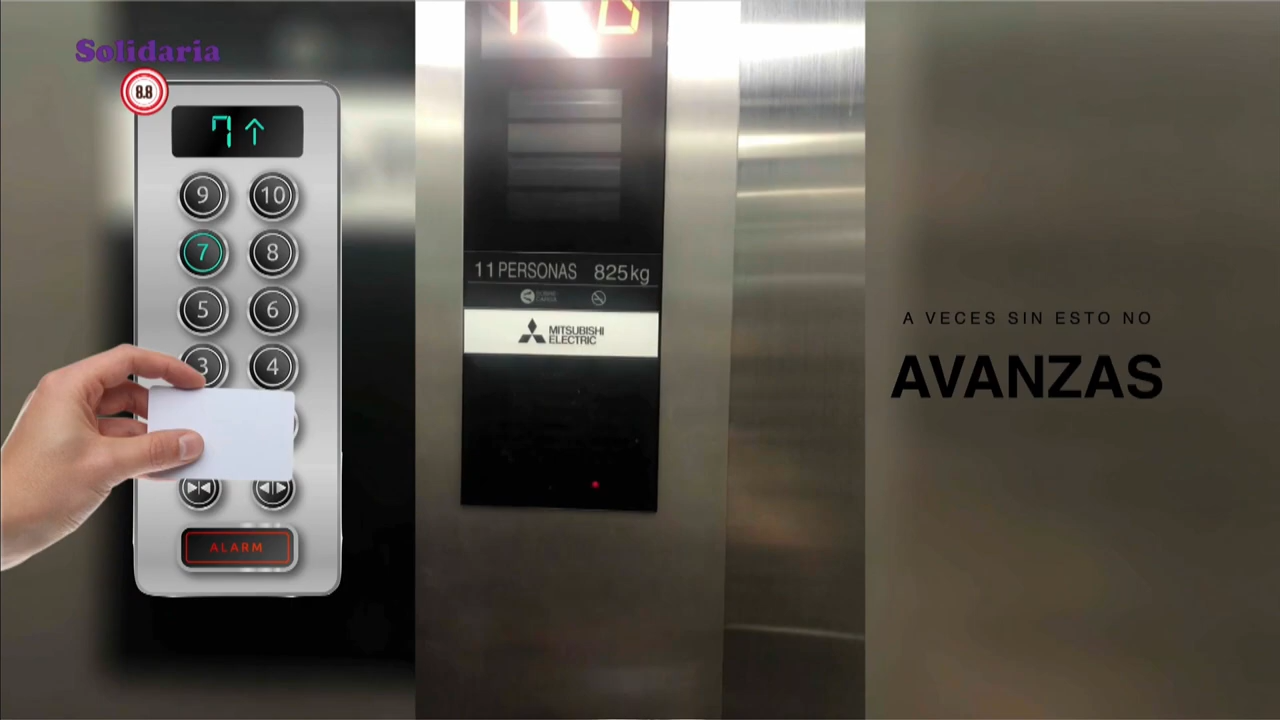 Solidaria
8.8
7↑
9 10
7 8
5 6
3 4
ALARM
11 PERSONAS 825kg
MITSUBISHI
ELECTRIC
A VECES SIN ESTO NO
AVANZAS